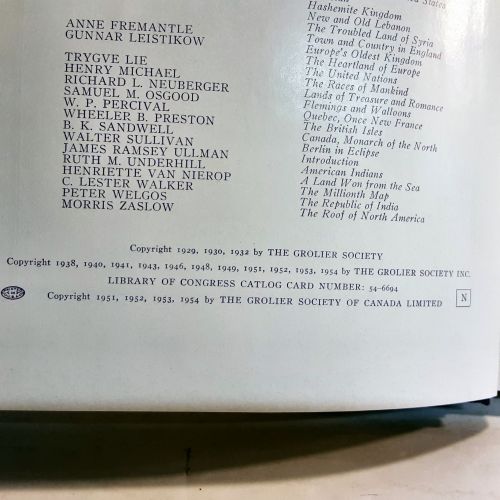 States
Hashemite Kingdom
New and Old Lebanon
ANNE FREMANTLE
The Troubled Land of Syria
GUNNAR LEISTIKOW
Town and Country in England
Europe's Oldest Kingdom
TRYGVE LIE
The Heartland of Europe
HENRY MICHAEL
The United Nations
RICHARD L. NEUBERGER
The Races of Mankind
SAMUEL M. OSGOOD
Lands of Treasure and Romance
W. P. PERCIVAL
Flemings and Walloons
WHEELER B. PRESTON
Quebec, Once New France
B. K. SANDWELL
The British Isles
WALTER SULLIVAN
Canada, Monarch of the North
JAMES RAMSEY ULLMAN
Berlin in Eclipse
RUTH M. UNDERHILL
Introduction
HENRIETTE VAN NIEROP
American Indians
C. LESTER WALKER
A Land Won from the Sea
PETER WELGOS
The Millionth Map
MORRIS ZASLOW
The Republic of India
The Roof of North America
Copyright 1929, 1930, 1932 by THE GROLIER SOCIETY
Copyright 1938, 1940, 1941, 1943, 1946, 1948, 1949, 1951, 1952, 1953, 1954 by THE GROLIER SOCIETY INC.
LIBRARY OF CONGRESS CATLOG CARD NUMBER: 54-6694
Copyright 1951, 1952, 1953, 1954 by THE GROLIER SOCIETY OF CANADA LIMITED
N